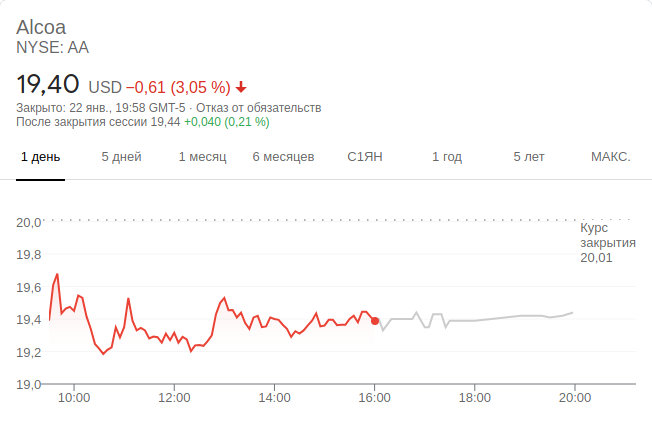 Alcoa
NYSE: AA
19,40 USD −0,61 (3,05 %)
Закрыто: 22 янв., 19:58 GMT-5 · Отказ от обязательств
После закрытия сессии 19,44 +0,040 (0,21 %)
1 день 5 дней 1 месяц 6 месяцев С1ЯН 1 год 5 лет МАКС.
20,0
Курс
закрытия
20,01
19,8
19,6
19,4
19,2
19,0
10:00 12:00 14:00 16:00 18:00 20:00